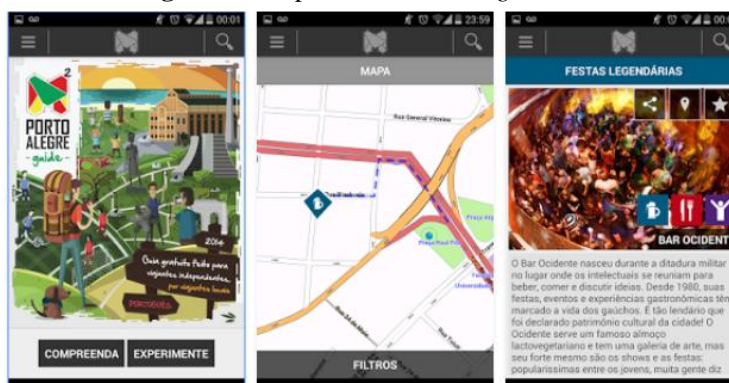 00:01
2
PORTO
ALEGRE
guide
2014
Guia gratuito feito para
viajantes independentes,
por viajantes locais
PORTUGUÊS
COMPREENDA
EXPERIMENTE
23:59
MAPA
Rua General Vitorino
FILTROS
FESTAS LEGENDÁRIAS
BAR OCIDENT
O Bar Ocidente nasceu durante a ditadura militar
no lugar onde os intelectuais se reuniam para
beber, comer e discutir ideias. Desde 1980, suas
festas, eventos e experiências gastronômicas têm
marcado a vida dos gaúchos. É tão lendário que
foi declarado patrimônio cultural da cidade! O
Ocidente serve um famoso almoço
lactovegetariano e tem uma galeria de arte, mas
seu forte mesmo são os shows e as festas:
popularíssimas entre os jovens, muita gente diz